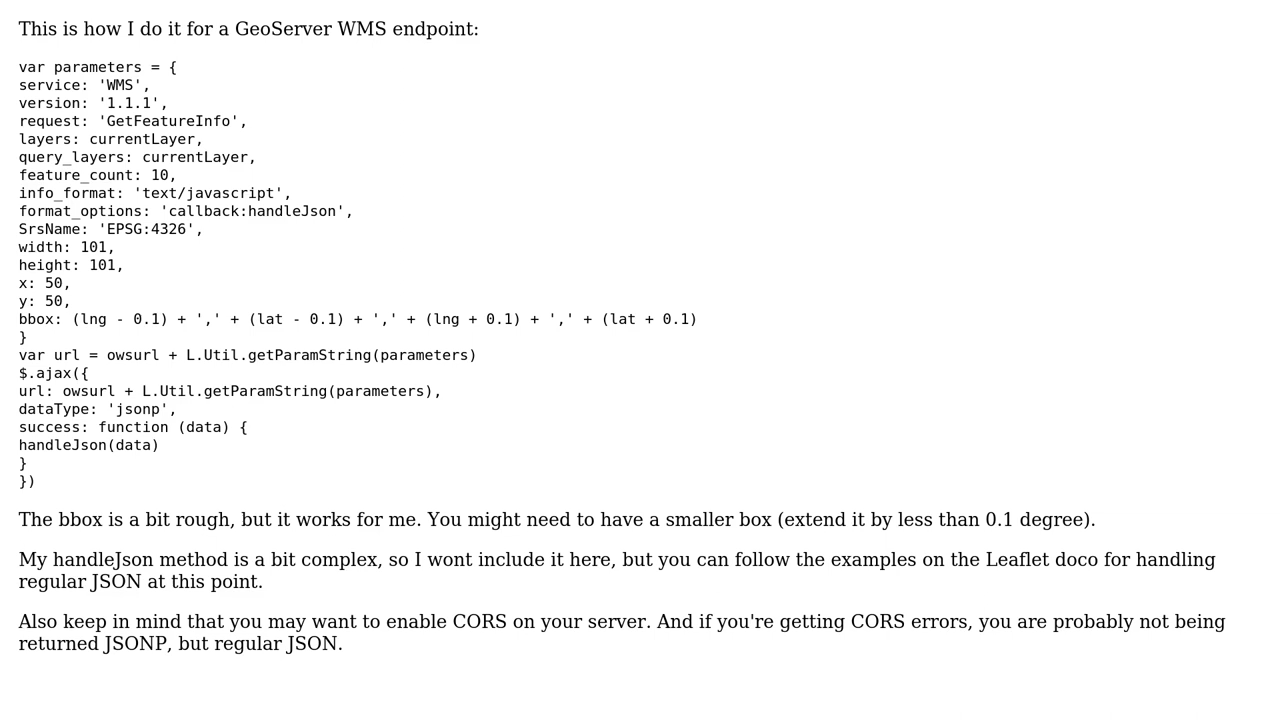 This is how I do it for a GeoServer WMS endpoint:
var parameters = {
service: 'WMS',
version: '1.1.1',
request: 'GetFeatureInfo',
layers: currentLayer,
query_layers: currentLayer,
feature_count: 10,
info_format: 'text/javascript',
format_options: 'callback:handleJson',
SrsName: 'EPSG:4326',
width: 101,
height: 101,
x: 50,
y: 50,
bbox: (lng - 0.1) + ',' + (lat - 0.1) + ',' + (lng + 0.1) + ',' + (lat + 0.1)
}
var url = owsurl + L.Util.getParamString(parameters)
$.ajax({
url: owsurl + L.Util.getParamString(parameters),
dataType: 'jsonp',
success: function (data) {
handleJson(data)
}
})
The bbox is a bit rough, but it works for me. You might need to have a smaller box (extend it by less than 0.1 degree).
My handleJson method is a bit complex, so I wont include it here, but you can follow the examples on the Leaflet doco for handling
regular JSON at this point.
Also keep in mind that you may want to enable CORS on your server. And if you're getting CORS errors, you are probably not being
returned JSONP, but regular JSON.